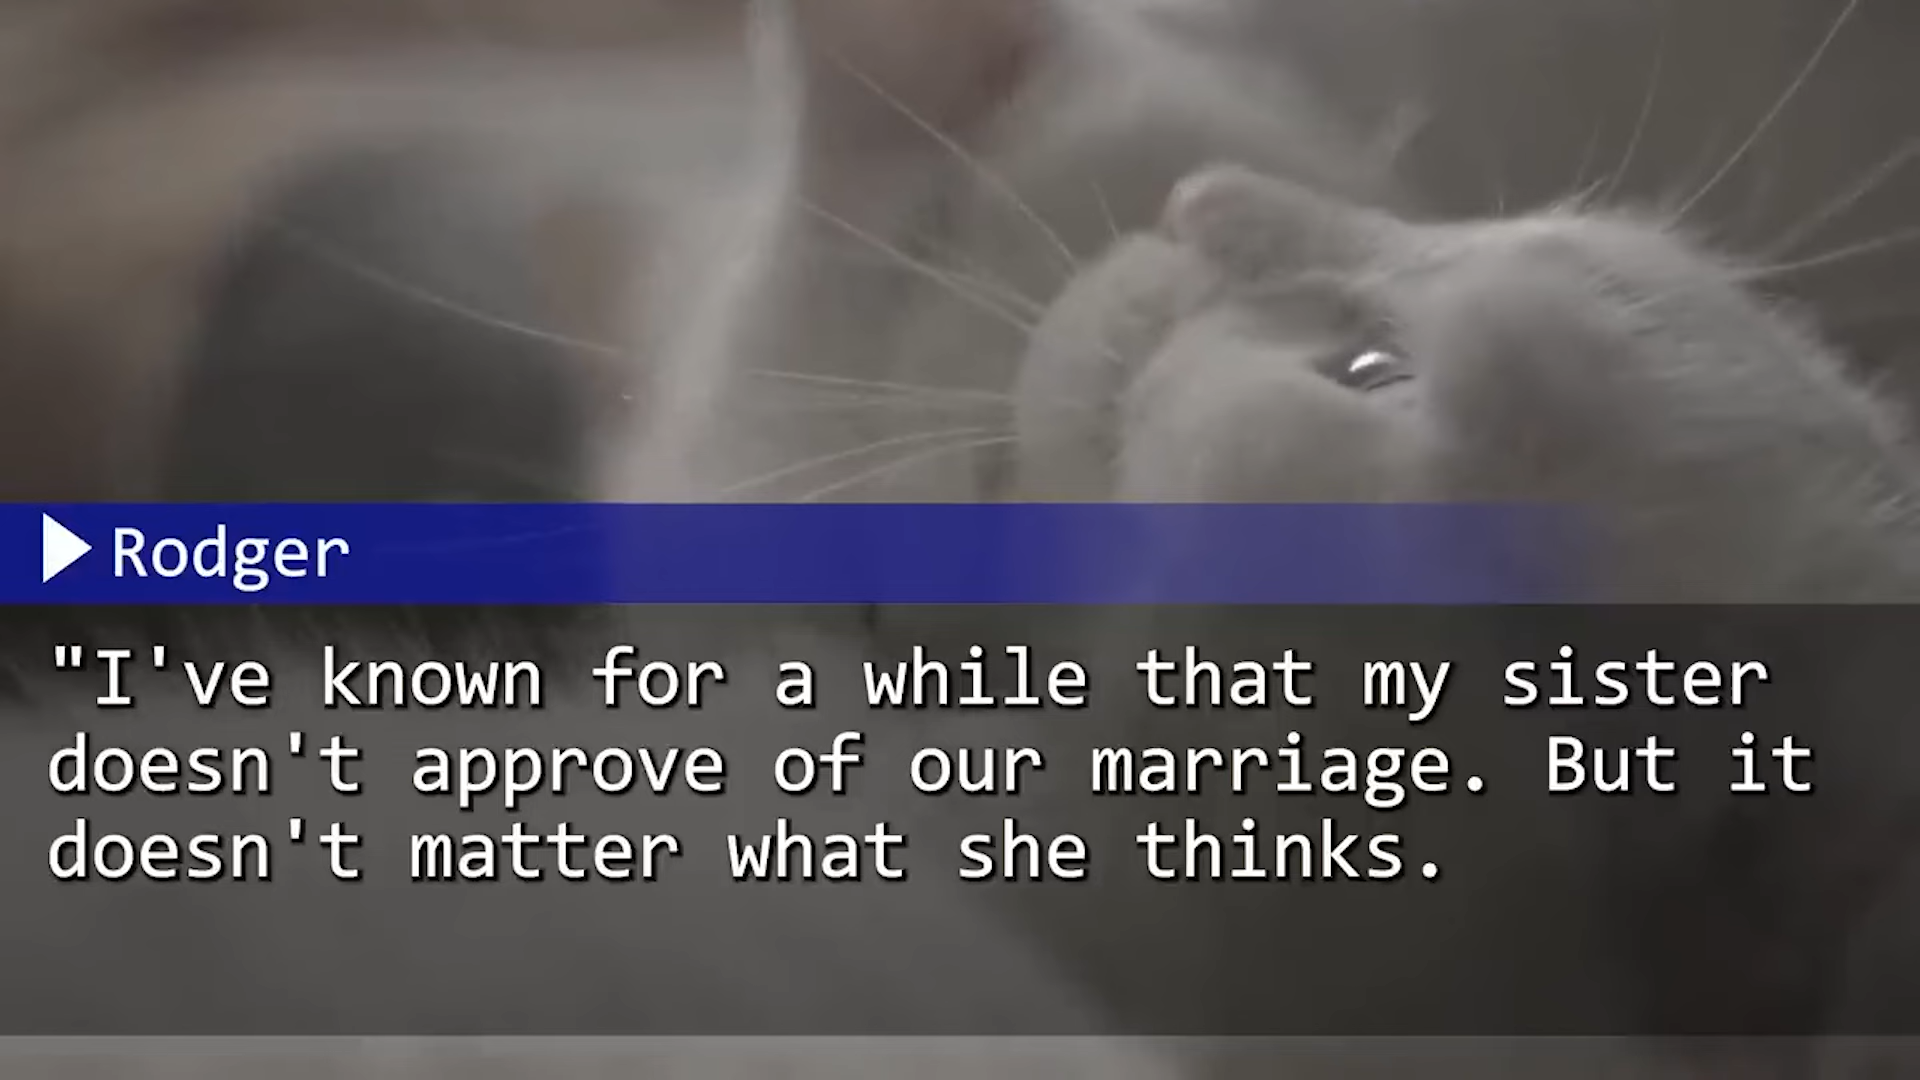 Rodger
"I've known for a while that my sister
doesn't approve of our marriage. But it
doesn't matter what she thinks.